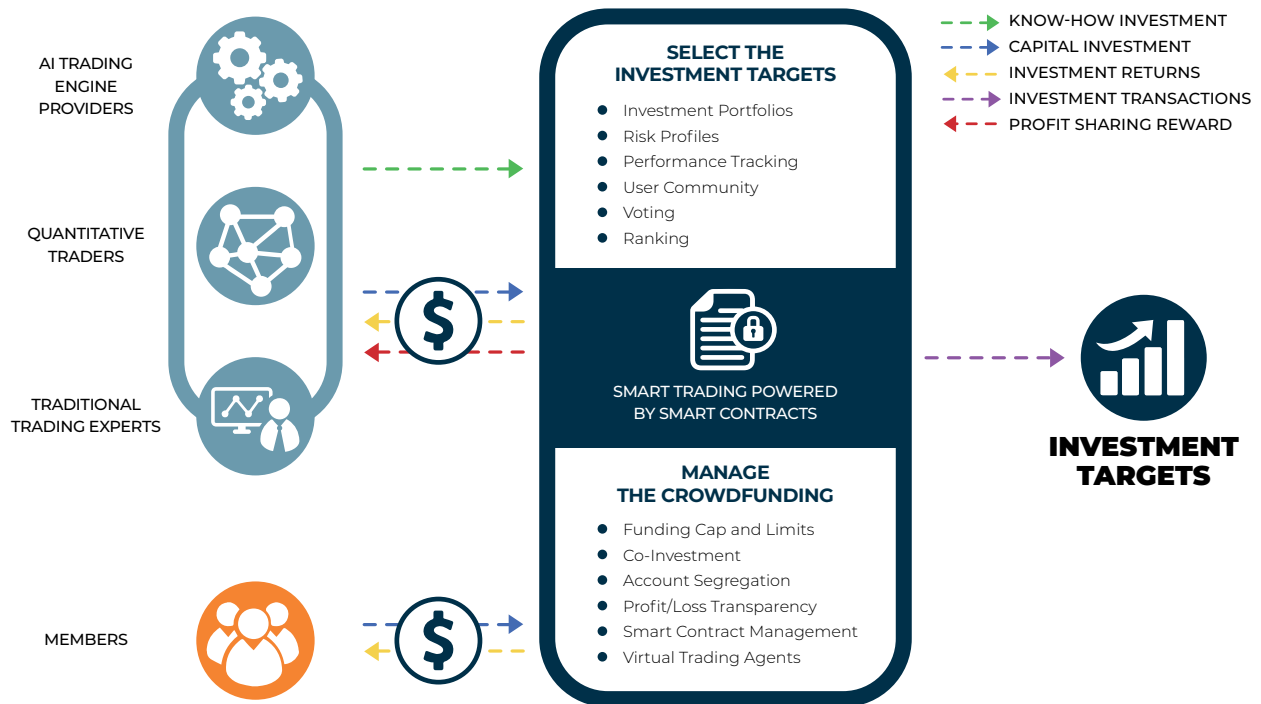 AI TRADING
ENGINE
PROVIDERS
QUANTITATIVE
TRADERS
TRADITIONAL
TRADING EXPERTS
MEMBERS
$
$
SELECT THE
INVESTMENT TARGETS
Investment Portfolios
Risk Profiles
Performance Tracking
User Community
Voting
Ranking
SMART TRADING POWERED
BY SMART CONTRACTS
MANAGE
THE CROWDFUNDING
Funding Cap and Limits
Co-Investment
Account Segregation
Profit/Loss Transparency
Smart Contract Management
Virtual Trading Agents
KNOW-HOW INVESTMENT
CAPITAL INVESTMENT
INVESTMENT RETURNS
INVESTMENT TRANSACTIONS
PROFIT SHARING REWARD
INVESTMENT
TARGETS